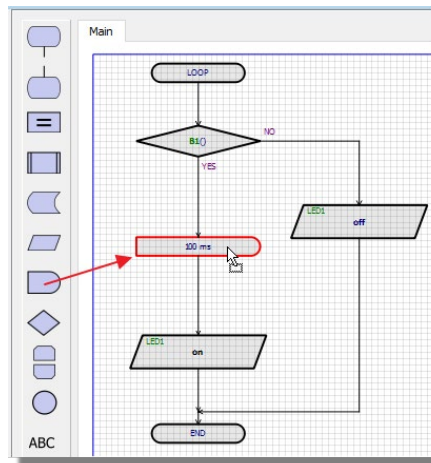 Main
LOOP
B1()
NO
YES
LED1
off
100 ms
LED1
on
END
ABC